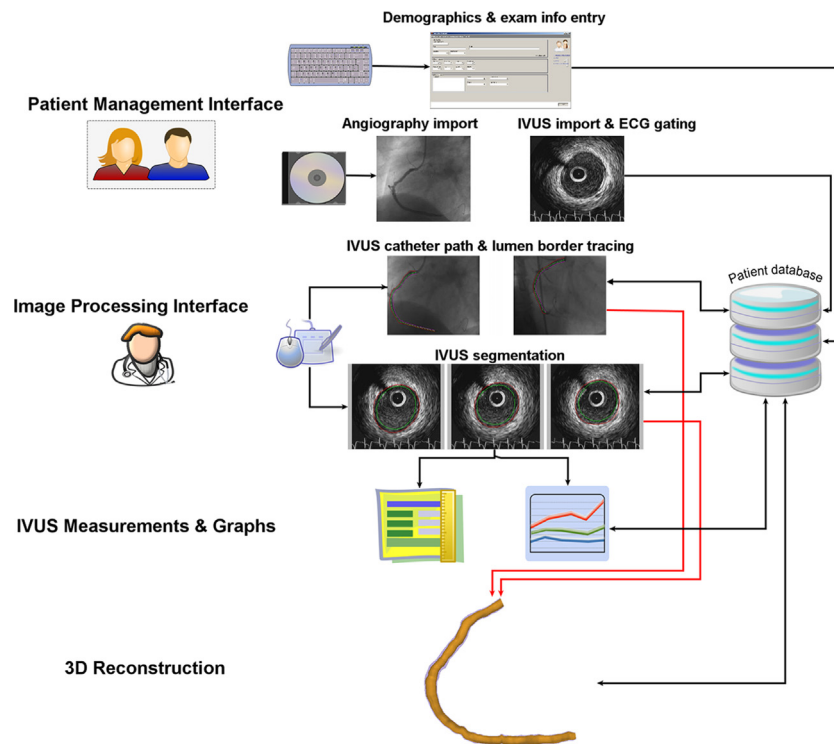 Demographics & exam info entry
Patient Management Interface
Angiography import
IVUS import & ECG gating
IVUS catheter path & lumen border tracing
Patient database
Image Processing Interface
IVUS segmentation
IVUS Measurements & Graphs
3D Reconstruction